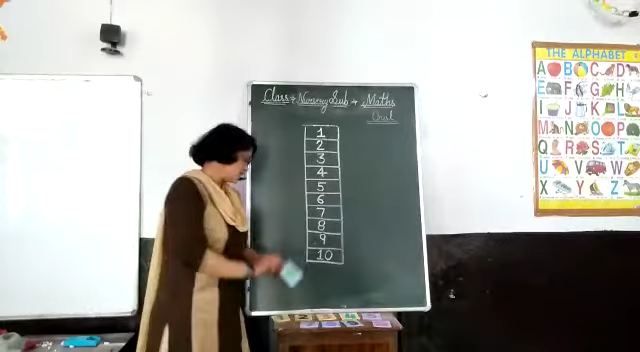 Class :- Nursery Sub → Maths
Oral
1
2
3
4
5
6
7
8
9
10
THE ALPHABET
A B C D
E F G H
I J K L
M N O P
Q R S T
U V W
X Y Z